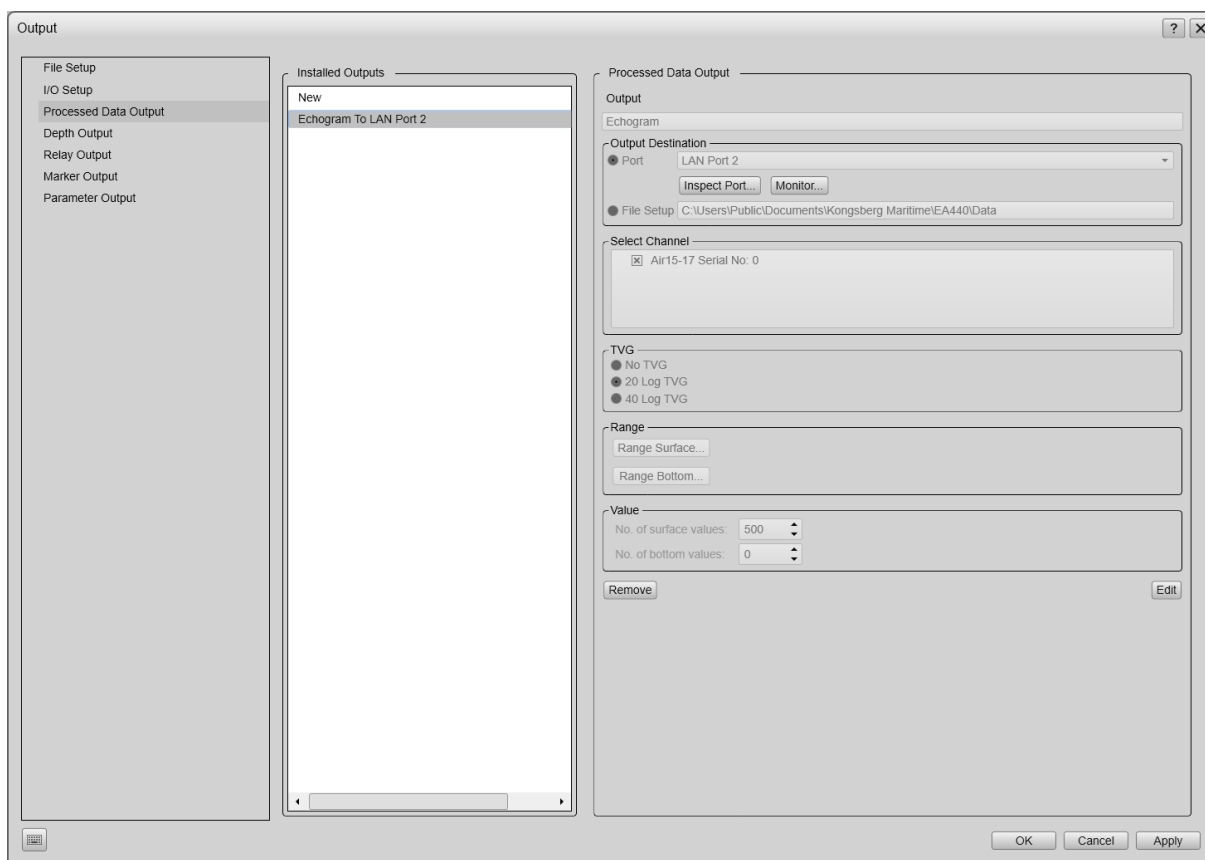 Output
?
File Setup
I/O Setup
Processed Data Output
Depth Output
Relay Output
Marker Output
Parameter Output
Installed Outputs
New
Echogram To LAN Port 2
Processed Data Output
Output
Echogram
Output Destination
Port LAN Port 2
Inspect Port... Monitor...
File Setup C:\Users\Public\Documents\Kongsberg Maritime\EA440\Data
Select Channel
Air15-17 Serial No: 0
TVG
No TVG
20 Log TVG
40 Log TVG
Range
Range Surface...
Range Bottom...
Value
No. of surface values: 500
No. of bottom values: 0
Remove Edit
OK Cancel Apply